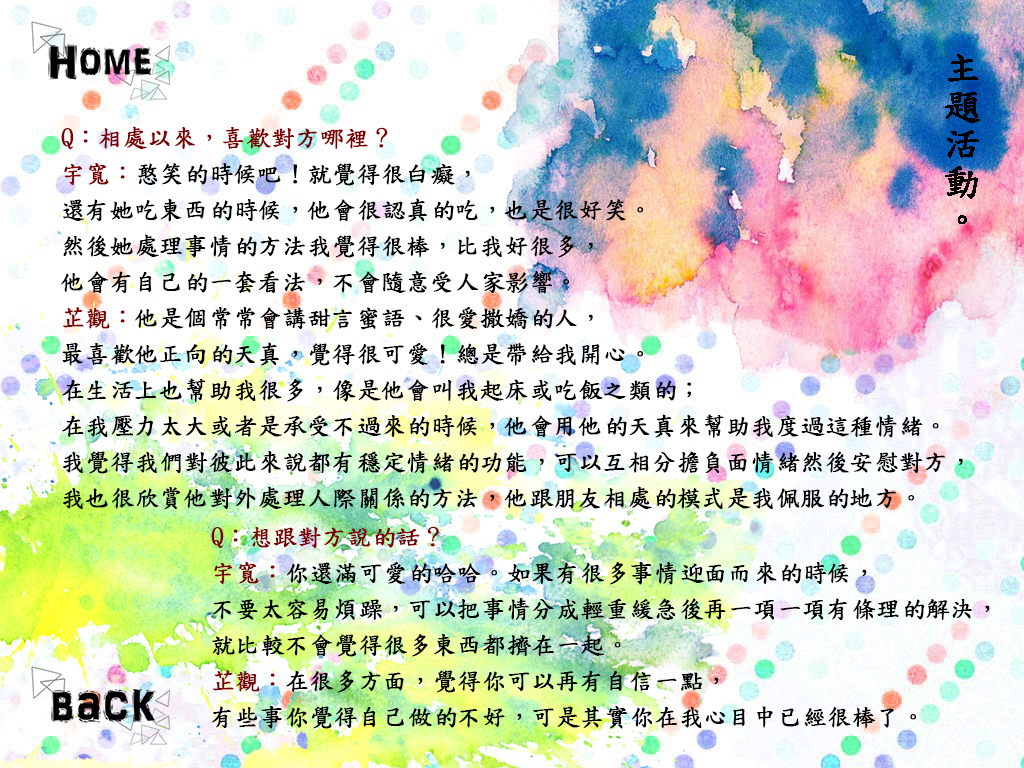 HOME
主題活動。
Q：相處以來，喜歡對方哪裡？
宇寬：憨笑的時候吧！就覺得很白癡，
還有她吃東西的時候，他會很認真的吃，也是很好笑。
然後她處理事情的方法我覺得很棒，比我好很多，
他會有自己的一套看法，不會隨意受人家影響。
芷觀：他是個常常會講甜言蜜語、很愛撒嬌的人，
最喜歡他正向的天真，覺得很可愛！總是帶給我開心。
在生活上也幫助我很多，像是他會叫我起床或吃飯之類的；
在我壓力太大或者是承受不過來的時候，他會用他的天真來幫助我度過這種情緒。
我覺得我們對彼此來說都有穩定情緒的功能，可以互相分擔負面情緒然後安慰對方，
我也很欣賞他對外處理人際關係的方法，他跟朋友相處的模式是我佩服的地方。
Q：想跟對方說的話？
宇寬：你還滿可愛的哈哈。如果有很多事情迎面而來的時候，
不要太容易煩躁，可以把事情分成輕重緩急後再一項一項有條理的解決，
就比較不會覺得很多東西都擠在一起。
芷觀：在很多方面，覺得你可以再有自信一點，
有些事你覺得自己做的不好，可是其實你在我心目中已經很棒了。
BaCK